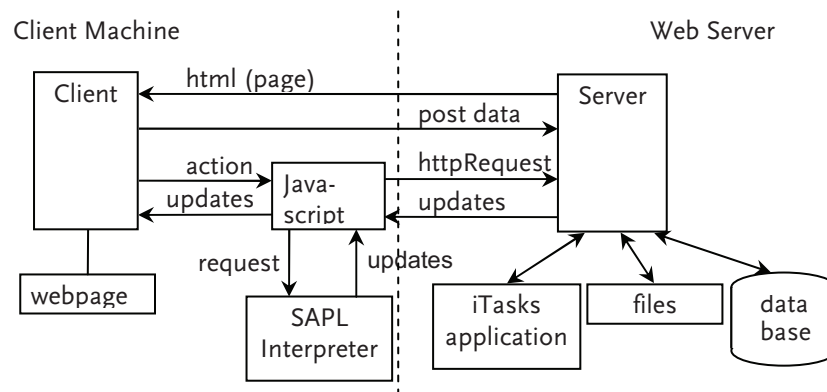 Client Machine
Web Server
Client
html (page)
Server
post data
action
Java-
script
httpRequest
updates
updates
request
updates
webpage
SAPL
Interpreter
iTasks
application
files
data
base